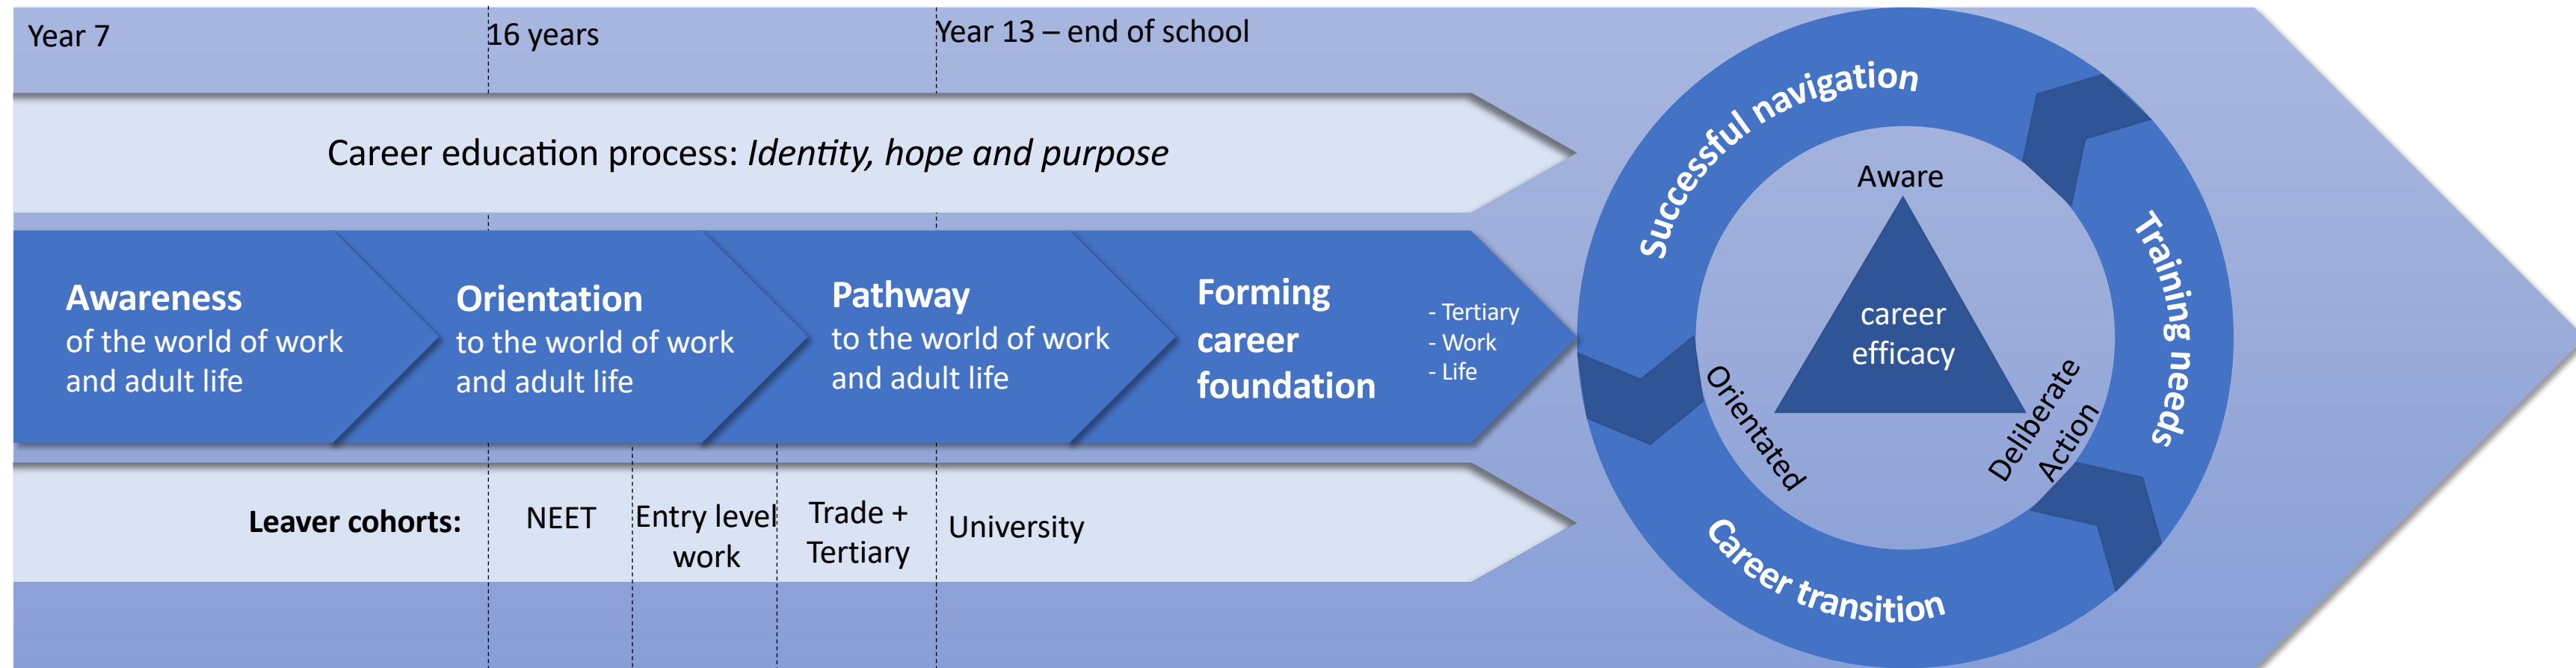 Year 7
16 years
Year 13 – end of school
Career education process: Identity, hope and purpose
Awareness
of the world of work
and adult life
Orientation
to the world of work
and adult life
Pathway
to the world of work
and adult life
Forming
career
foundation
- Tertiary
- Work
- Life
Leaver cohorts:
NEET
Entry level
work
Trade +
Tertiary
University
Successful navigation
Training needs
Career transition
Aware
Orientated
Deliberate
Action
career
efficacy